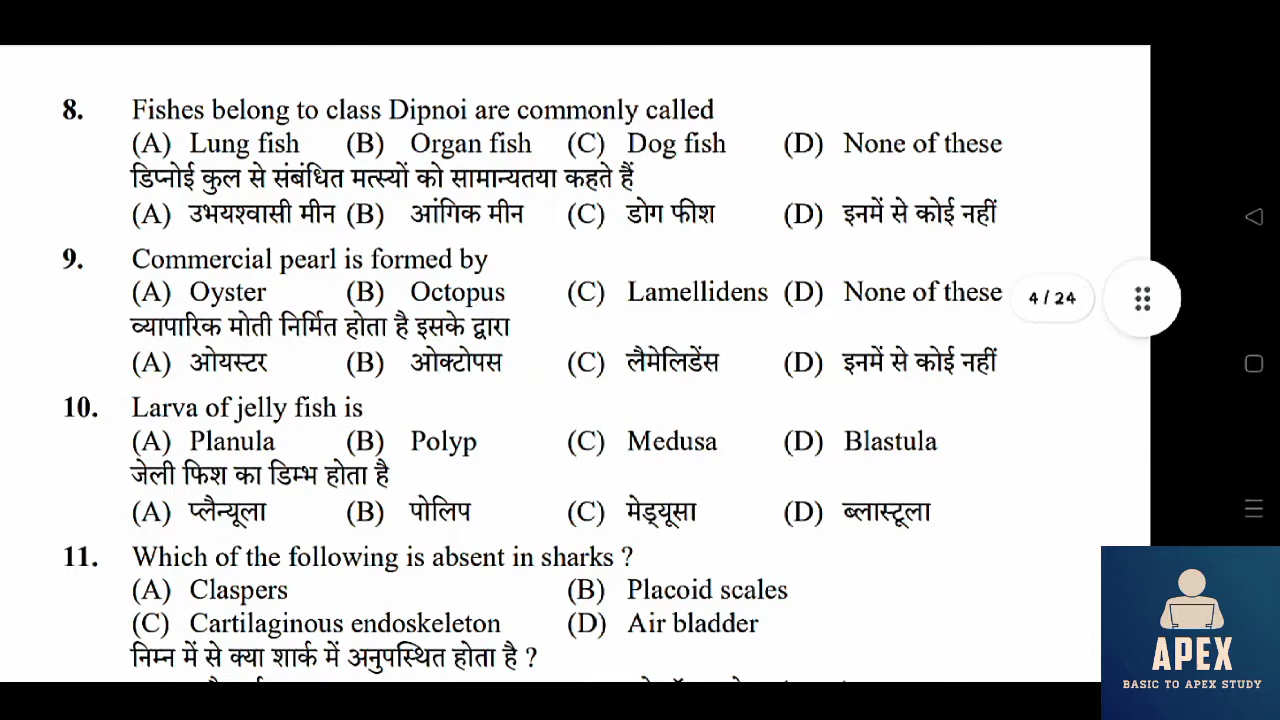 8. Fishes belong to class Dipnoi are commonly called
(A) Lung fish (B) Organ fish (C) Dog fish (D) None of these
डिप्नोई कुल से संबंधित मत्स्यों को सामान्यतया कहते हैं
(A) उभयश्वासी मीन (B) आंगिक मीन (C) डोग फीश (D) इनमें से कोई नहीं
9. Commercial pearl is formed by
(A) Oyster (B) Octopus (C) Lamellidens (D) None of these
4 / 24
व्यापारिक मोती निर्मित होता है इसके द्वारा
(A) ओयस्टर (B) ओक्टोपस (C) लैमेलिडेंस (D) इनमें से कोई नहीं
10. Larva of jelly fish is
(A) Planula (B) Polyp (C) Medusa (D) Blastula
जेली फिश का डिम्भ होता है
(A) प्लैन्यूला (B) पोलिप (C) मेड्यूसा (D) ब्लास्टूला
11. Which of the following is absent in sharks ?
(A) Claspers (B) Placoid scales
(C) Cartilaginous endoskeleton (D) Air bladder
निम्न में से क्या शार्क में अनुपस्थित होता है ?
APEX
BASIC TO APEX STUDY